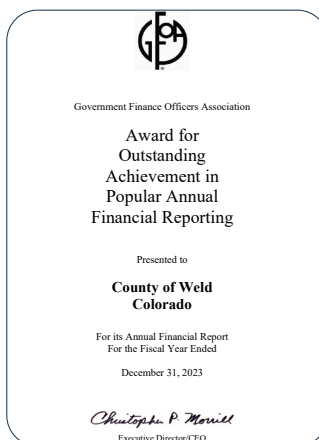 GFOA
Government Finance Officers Association
Award for
Outstanding
Achievement in
Popular Annual
Financial Reporting
Presented to
County of Weld
Colorado
For its Annual Financial Report
For the Fiscal Year Ended
December 31, 2023
Christopher P. Morrill
Executive Director/CEO